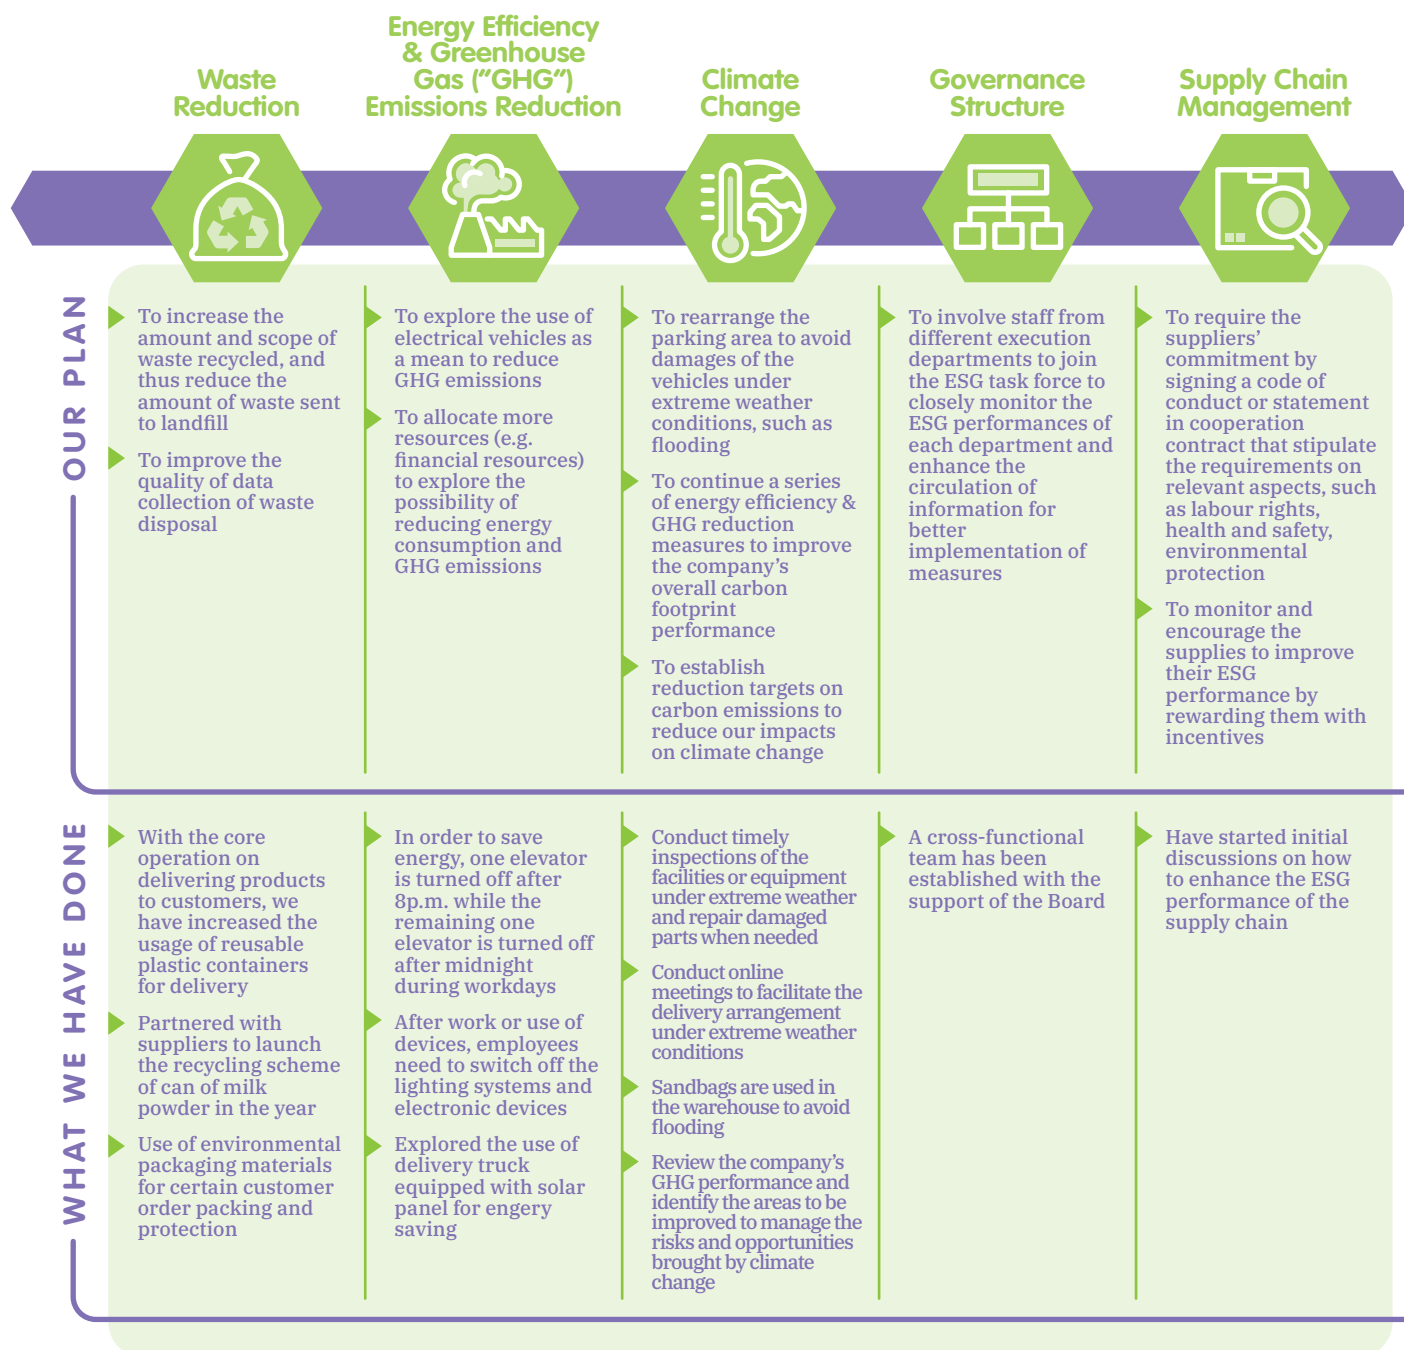 Waste
Reduction
Energy Efficiency
& Greenhouse
Gas ("GHG")
Emissions Reduction
Climate
Change
Governance
Structure
Supply Chain
Management
OUR PLAN
To increase the
amount and scope of
waste recycled, and
thus reduce the
amount of waste sent
to landfill
To improve the
quality of data
collection of waste
disposal
To explore the use of
electrical vehicles as
a mean to reduce
GHG emissions
To allocate more
resources (e.g.
financial resources)
to explore the
possibility of
reducing energy
consumption and
GHG emissions
To rearrange the
parking area to avoid
damages of the
vehicles under
extreme weather
conditions, such as
flooding
To continue a series
of energy efficiency &
GHG reduction
measures to improve
the company's
overall carbon
footprint
performance
To establish
reduction targets on
carbon emissions to
reduce our impacts
on climate change
To involve staff from
different execution
departments to join
the ESG task force to
closely monitor the
ESG performances of
each department and
enhance the
circulation of
information for
better
implementation of
measures
To require the
suppliers'
commitment by
signing a code of
conduct or statement
in cooperation
contract that stipulate
the requirements on
relevant aspects, such
as labour rights,
health and safety,
environmental
protection
To monitor and
encourage the
supplies to improve
their ESG
performance by
rewarding them with
incentives
WHAT WE HAVE DONE
With the core
operation on
delivering products
to customers, we
have increased the
usage of reusable
plastic containers
for delivery
Partnered with
suppliers to launch
the recycling scheme
of can of milk
powder in the year
Use of environmental
packaging materials
for certain customer
order packing and
protection
In order to save
energy, one elevator
is turned off after
8p.m. while the
remaining one
elevator is turned off
after midnight
during workdays
After work or use of
devices, employees
need to switch off the
lighting systems and
electronic devices
Explored the use of
delivery truck
equipped with solar
panel for engery
saving
Conduct timely
inspections of the
facilities or equipment
under extreme weather
and repair damaged
parts when needed
Conduct online
meetings to facilitate the
delivery arrangement
under extreme weather
conditions
Sandbags are used in
the warehouse to avoid
flooding
Review the company's
GHG performance and
identify the areas to be
improved to manage the
risks and opportunities
brought by climate
change
A cross-functional
team has been
established with the
support of the Board
Have started initial
discussions on how
to enhance the ESG
performance of the
supply chain